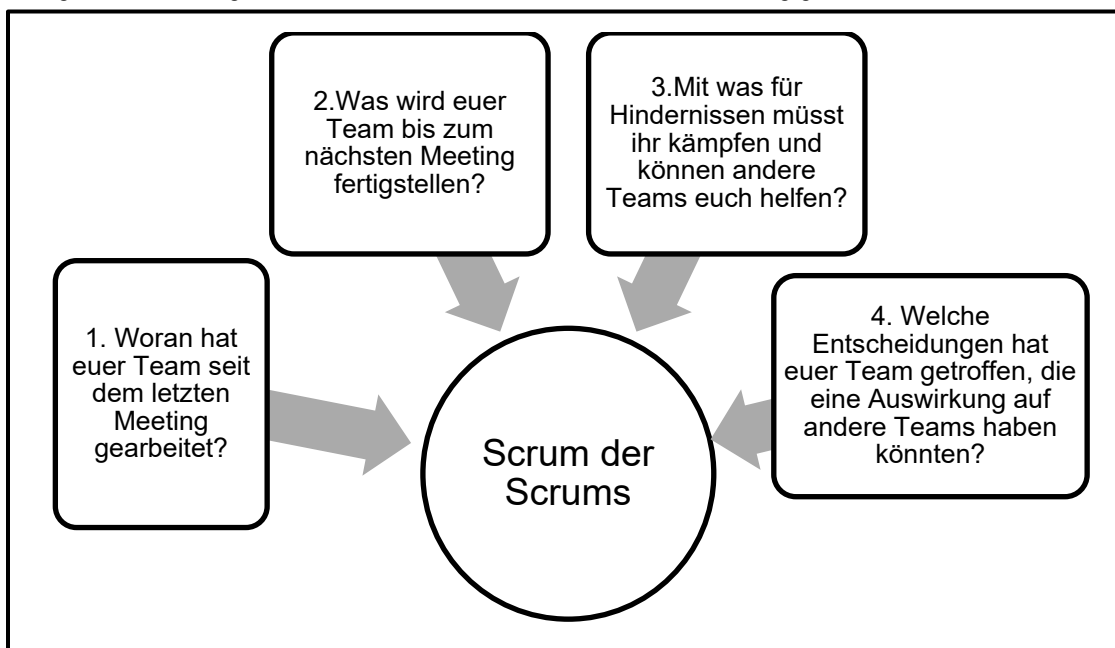 1. Woran hat
euer Team seit
dem letzten
Meeting
gearbeitet?
2.Was wird euer
Team bis zum
nächsten Meeting
fertigstellen?
3.Mit was für
Hindernissen müsst
ihr kämpfen und
können andere
Teams euch helfen?
4. Welche
Entscheidungen hat
euer Team getroffen, die
eine Auswirkung auf
andere Teams haben
könnten?
Scrum der
Scrums